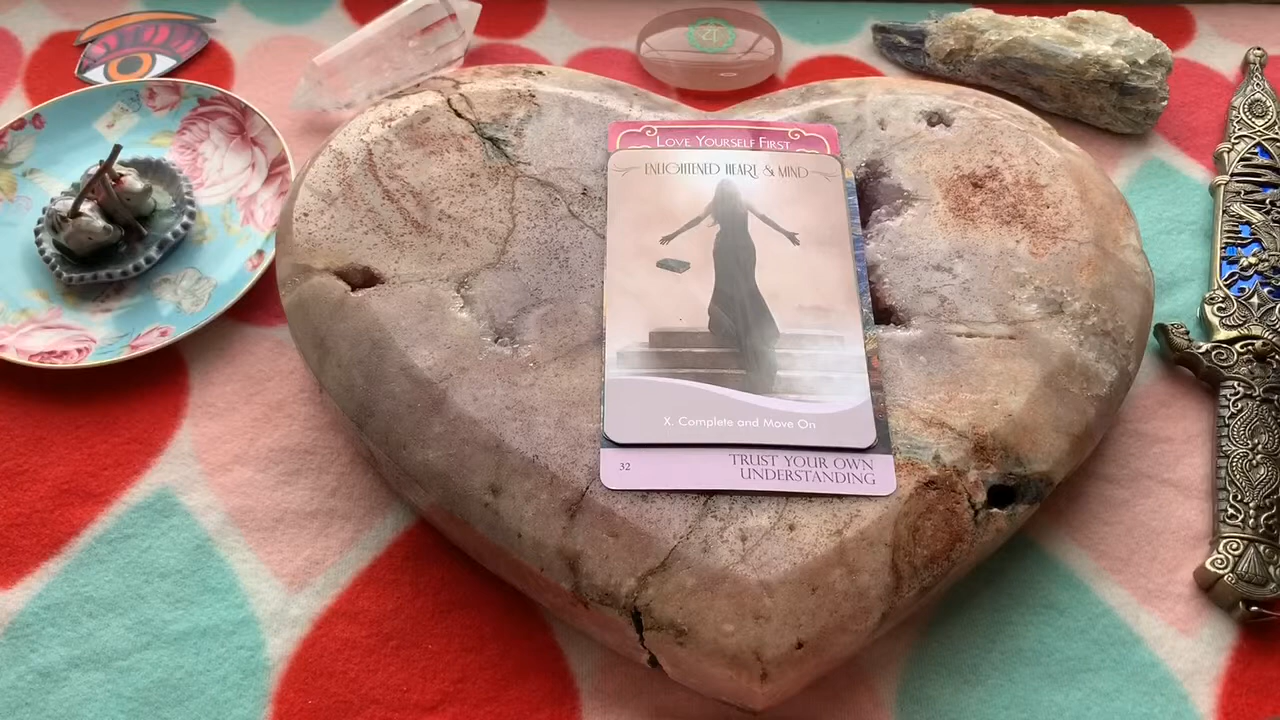 LOVE YOURSELF FIRST
ENLIGHTENED HEART & MIND
X. Complete and Move On
32
TRUST YOUR OWN
UNDERSTANDING